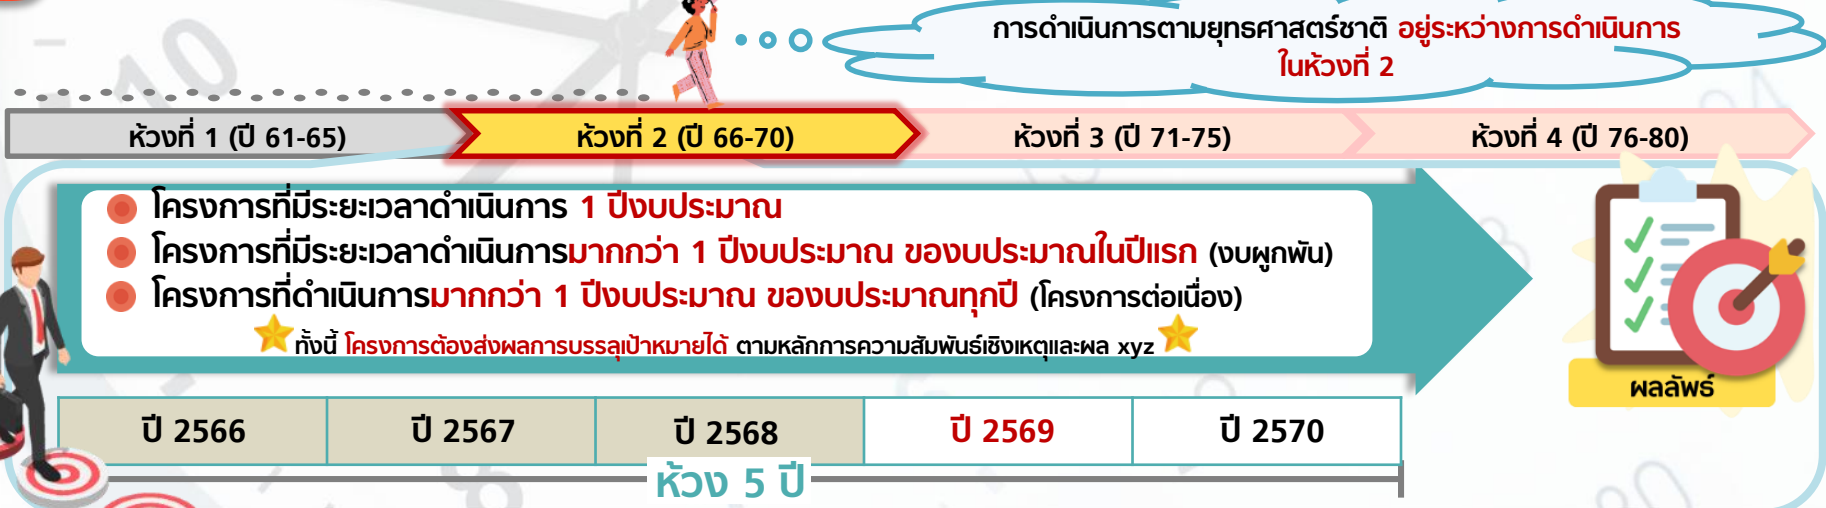 การดำเนินการตามยุทธศาสตร์ชาติ อยู่ระหว่างการดำเนินการ
ในห้วงที่ 2
ห้วงที่ 1 (ปี 61-65)
ห้วงที่ 2 (ปี 66-70)
ห้วงที่ 3 (ปี 71-75)
ห้วงที่ 4 (ปี 76-80)
โครงการที่มีระยะเวลาดำเนินการ 1 ปีงบประมาณ
โครงการที่มีระยะเวลาดำเนินการมากกว่า 1 ปีงบประมาณ ของบประมาณในปีแรก (งบผูกพัน)
โครงการที่ดำเนินการมากกว่า 1 ปีงบประมาณ ของบประมาณทุกปี (โครงการต่อเนื่อง)
ทั้งนี้ โครงการต้องส่งผลการบรรลุเป้าหมายได้ ตามหลักการความสัมพันธ์เชิงเหตุและผล xyz
ผลลัพธ์
ปี 2566
ปี 2567
ปี 2568
ปี 2569
ปี 2570
ห้วง 5 ปี